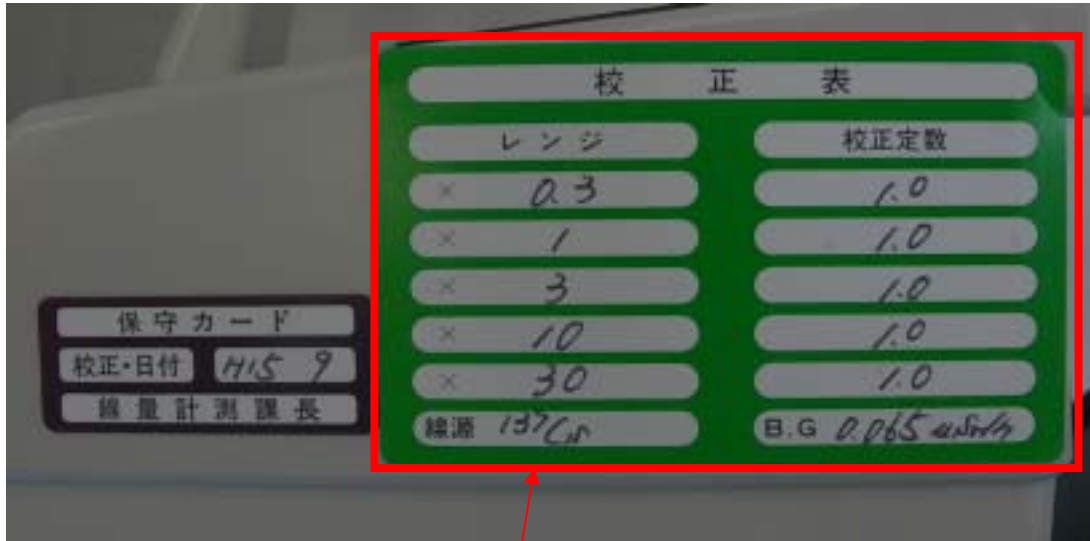 校正表
レンジ 校正定数
× 0.3 1.0
× 1 1.0
× 3 1.0
× 10 1.0
× 30 1.0
線源 137Cs B.G 0.065 μSv/h
保守カード
校正・日付 H15 9
線量計測課長